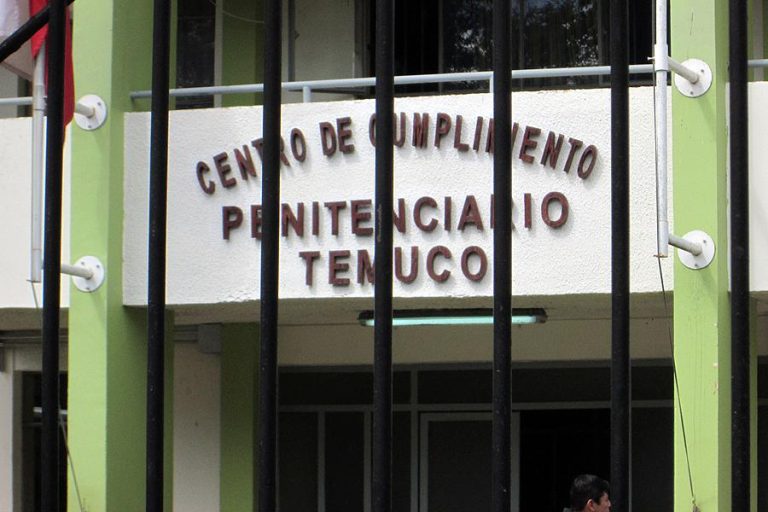 CENTRO DE CUMPLIMIENTO
PENITENCIARIO
TEMUCO